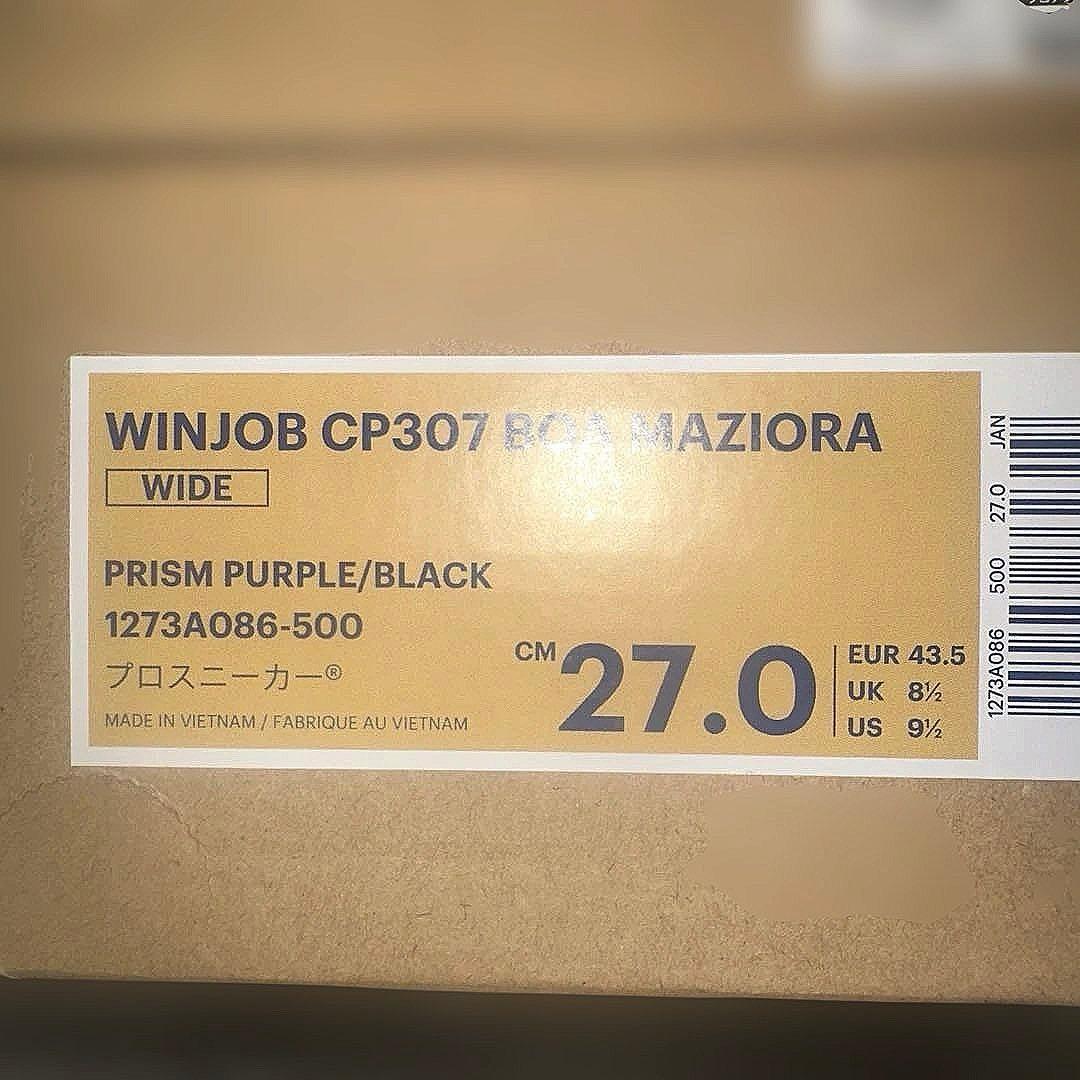 WINJOB CP307 BOA MAZIORA
WIDE
PRISM PURPLE/BLACK
1273A086-500
プロスニーカー®
MADE IN VIETNAM / FABRIQUE AU VIETNAM
CM 27.0
EUR 43.5
UK 8½
US 9½
1273A086 500 27.0 JAN